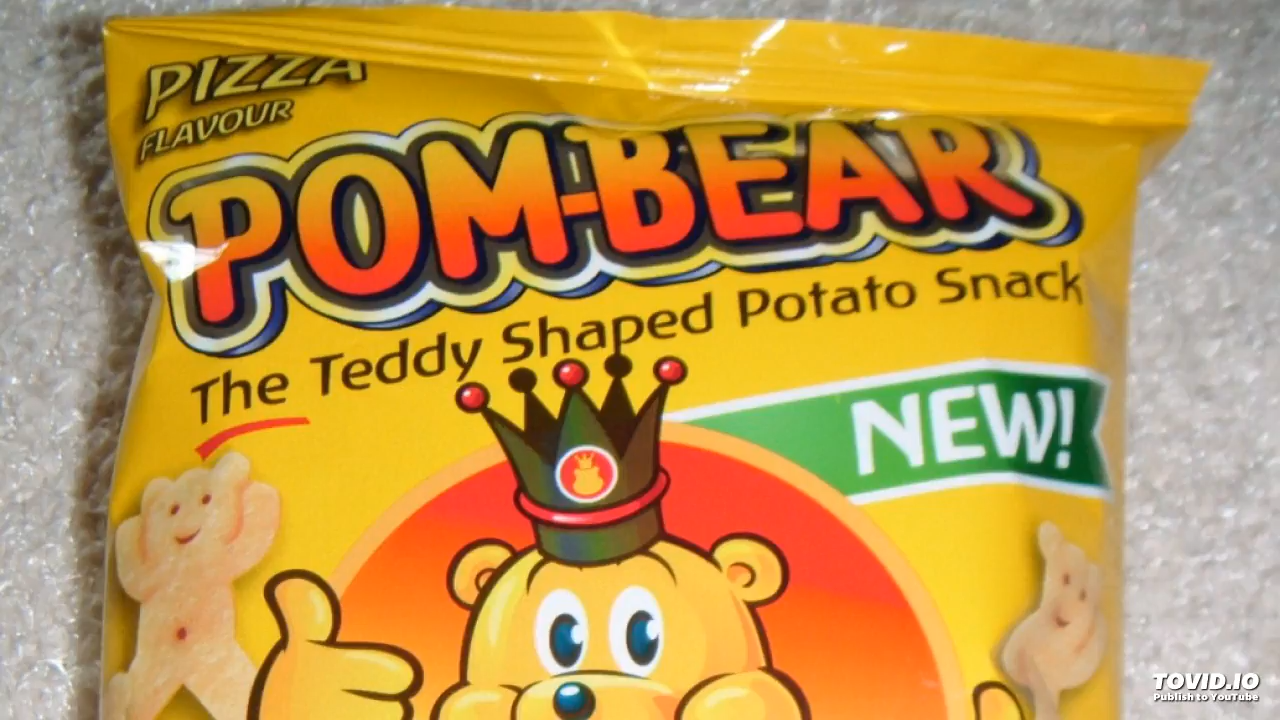 PIZZA
FLAVOUR
POM-BEAR
The Teddy Shaped Potato Snack
NEW!
TOVID.IO
Publish to YouTube